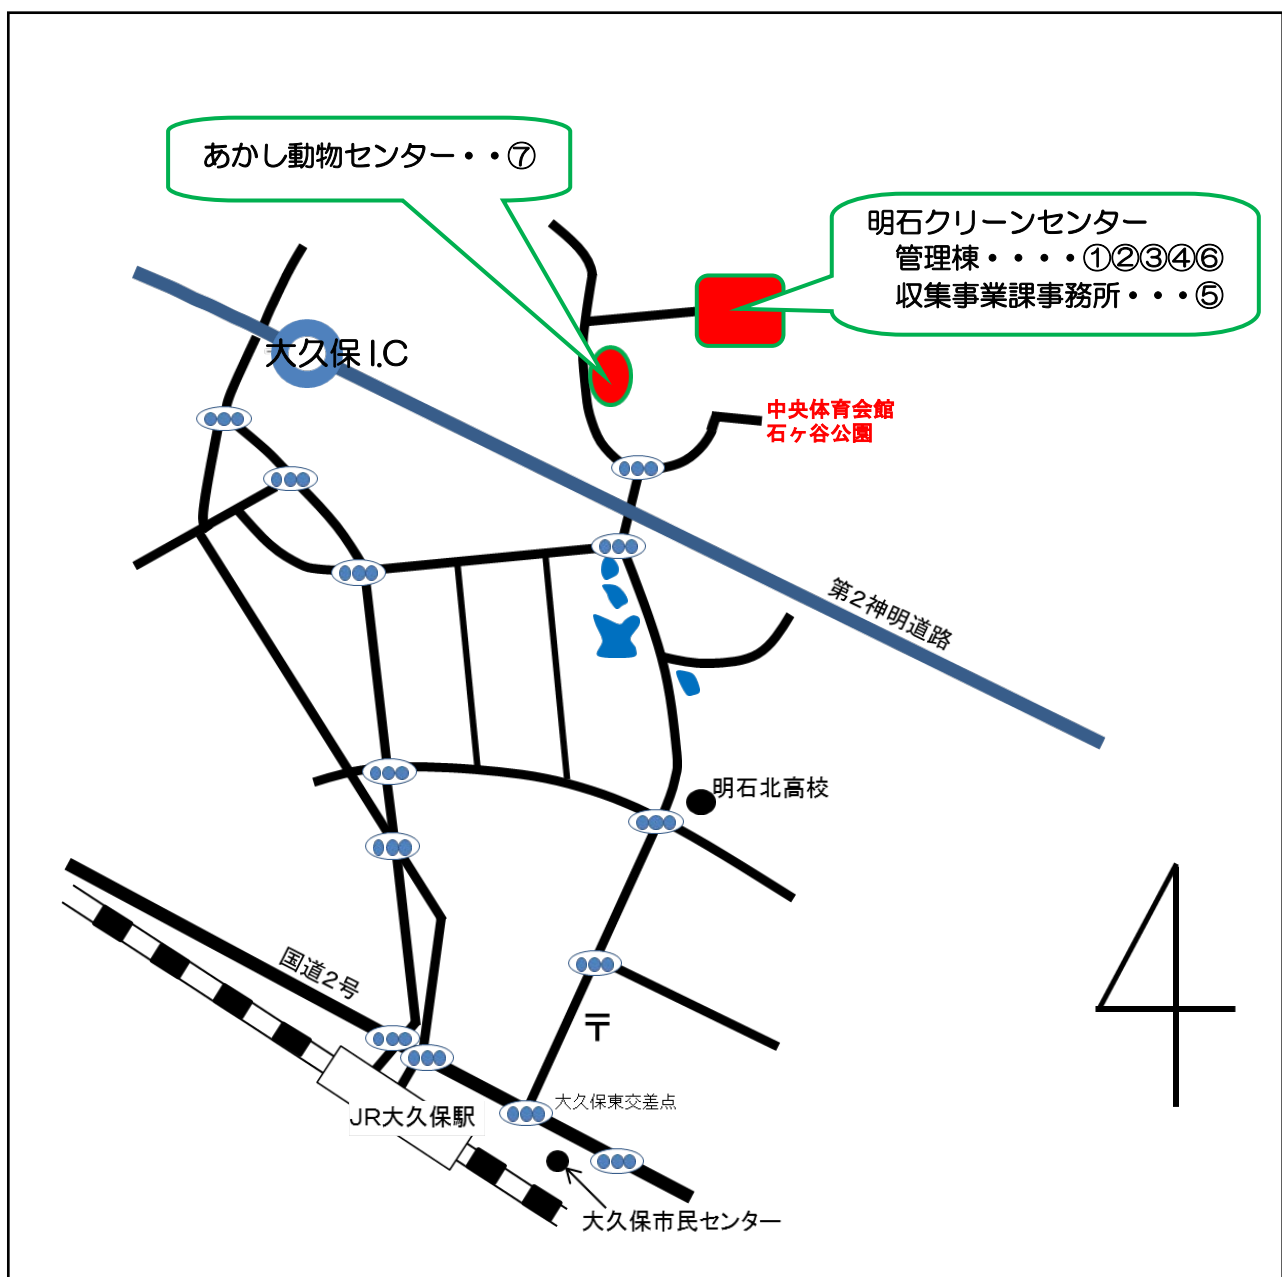 あかし動物センター・・⑦
明石クリーンセンター
管理棟・・・・①②③④⑥
収集事業課事務所・・・⑤
大久保I.C
中央体育会館
石ヶ谷公園
第2神明道路
明石北高校
国道2号
〒
大久保東交差点
JR大久保駅
大久保市民センター